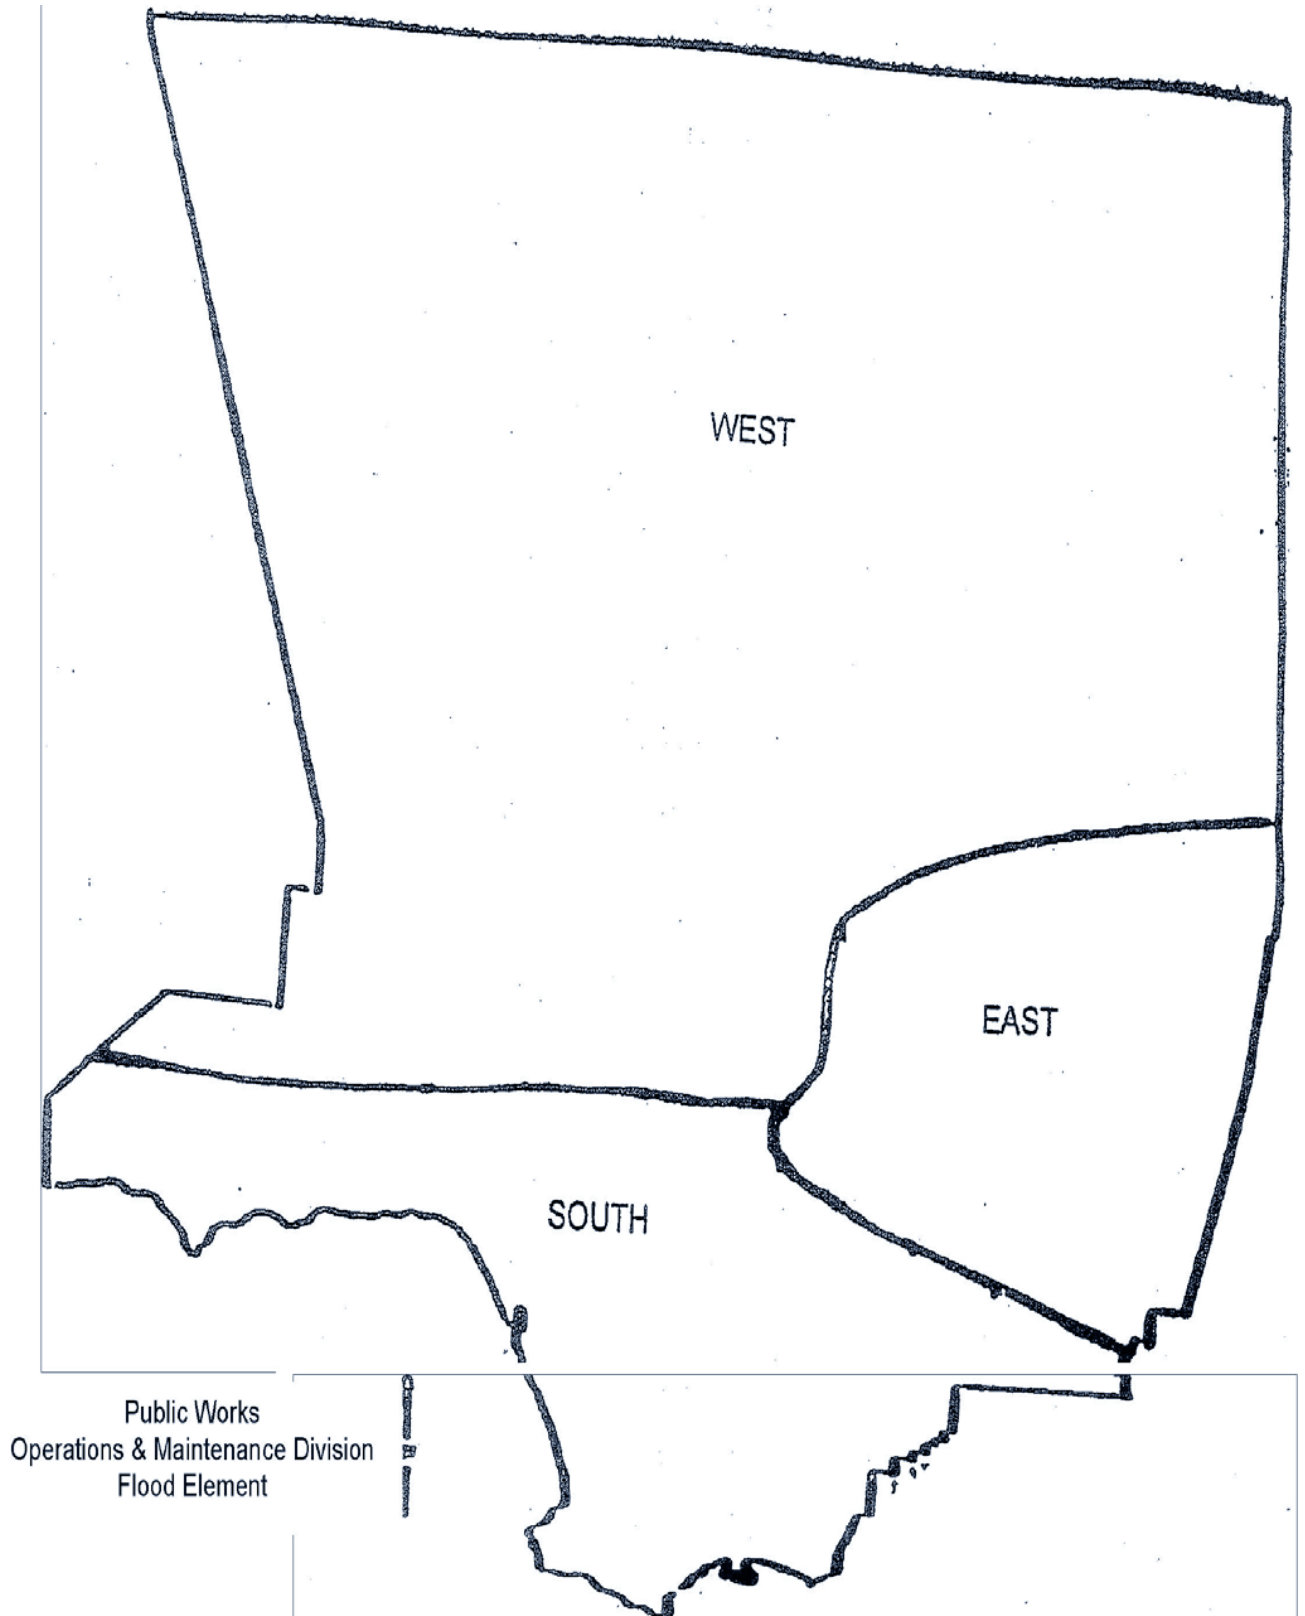 WEST
EAST
SOUTH
Public Works
Operations & Maintenance Division
Flood Element